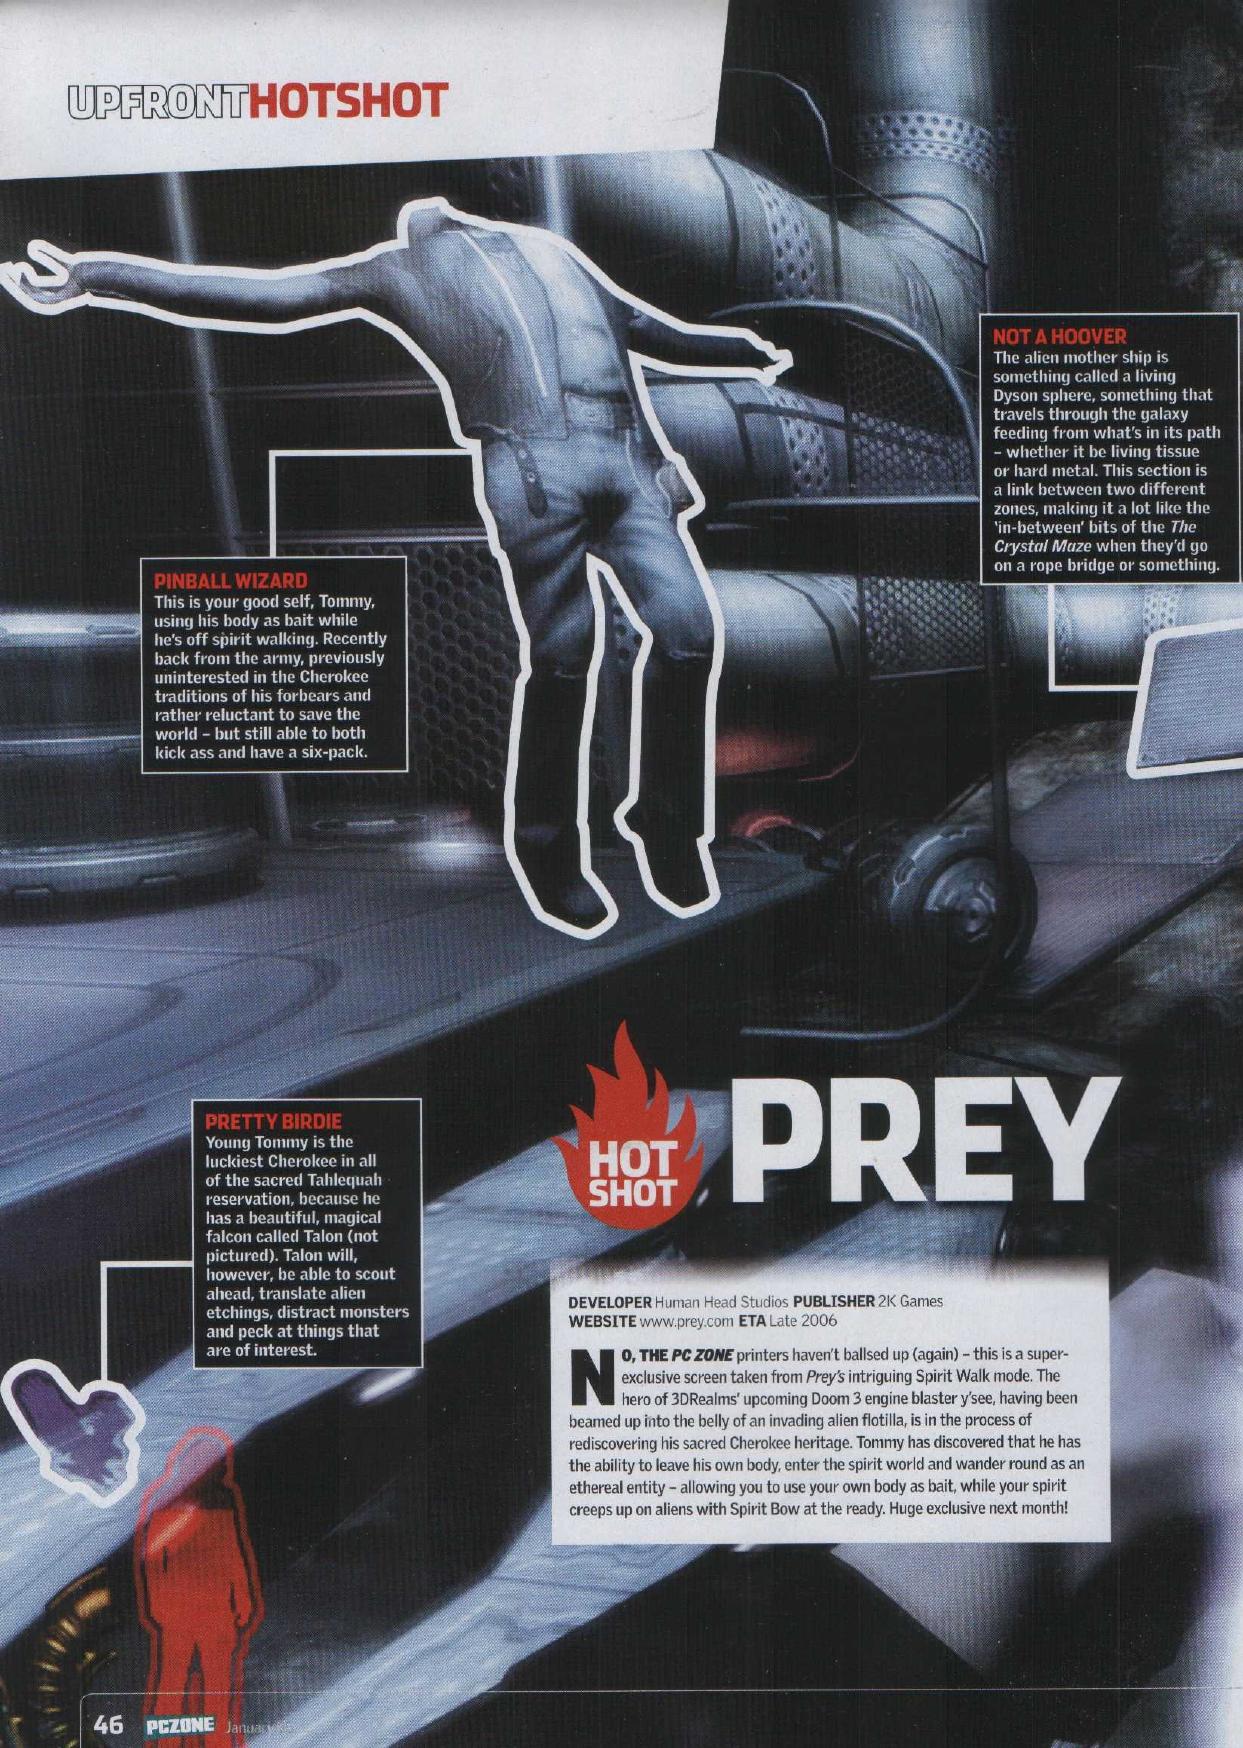 UPFRONTHOTSHOT
NOT A HOOVER
The alien mother ship is
something called a living
Dyson sphere, something that
travels through the galaxy
feeding from what's in its path
– whether it be living tissue
or hard metal. This section is
a link between two different
zones, making it a lot like the
'in-between' bits of the The
Crystal Maze when they'd go
on a rope bridge or something.
PINBALL WIZARD
This is your good self, Tommy,
using his body as bait while
he's off spirit walking. Recently
back from the army, previously
uninterested in the Cherokee
traditions of his forbears and
rather reluctant to save the
world – but still able to both
kick ass and have a six-pack.
PRETTY BIRDIE
Young Tommy is the
luckiest Cherokee in all
of the sacred Tahlequah
reservation, because he
has a beautiful, magical
falcon called Talon (not
pictured). Talon will,
however, be able to scout
ahead, translate alien
etchings, distract monsters
and peck at things that
are of interest.
HOT
SHOT
PREY
DEVELOPER Human Head Studios PUBLISHER 2K Games
WEBSITE www.prey.com ETA Late 2006
NO, THE PC ZONE printers haven't ballsed up (again) – this is a super-
exclusive screen taken from Prey's intriguing Spirit Walk mode. The
hero of 3DRealms' upcoming Doom 3 engine blaster y'see, having been
beamed up into the belly of an invading alien flotilla, is in the process of
rediscovering his sacred Cherokee heritage. Tommy has discovered that he has
the ability to leave his own body, enter the spirit world and wander round as an
ethereal entity – allowing you to use your own body as bait, while your spirit
creeps up on aliens with Spirit Bow at the ready. Huge exclusive next month!
46 PCZONE January